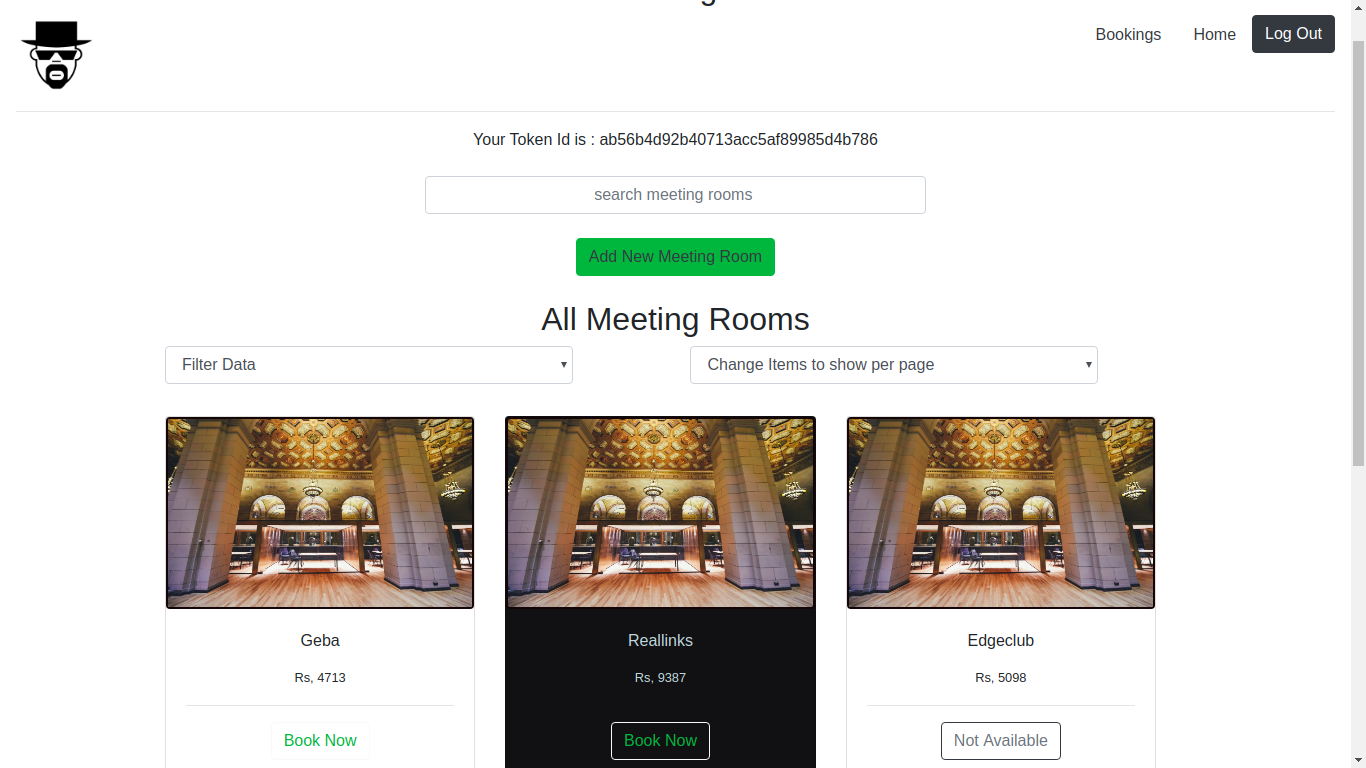 Bookings Home Log Out
Your Token Id is : ab56b4d92b40713acc5af89985d4b786
search meeting rooms
Add New Meeting Room
All Meeting Rooms
Filter Data Change Items to show per page
Geba Reallinks Edgeclub
Rs, 4713 Rs, 9387 Rs, 5098
Book Now Book Now Not Available